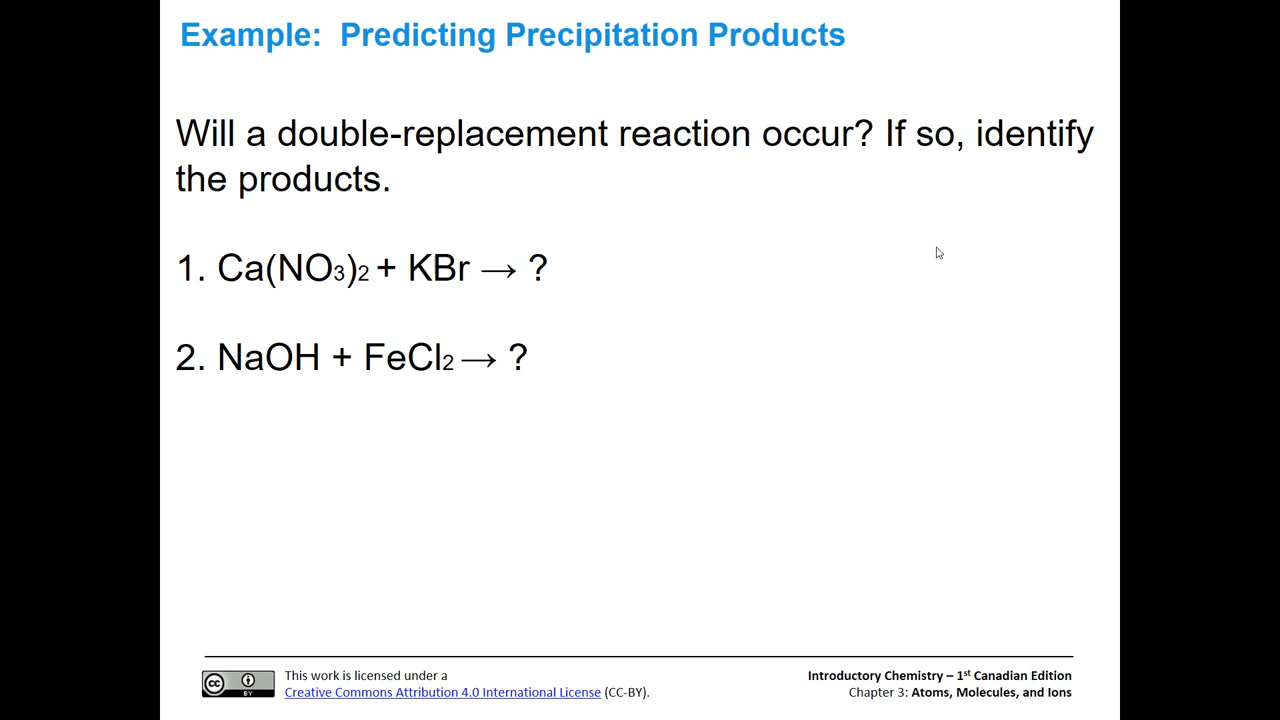 Example: Predicting Precipitation Products
Will a double-replacement reaction occur? If so, identify
the products.
1. Ca(NO₃)₂ + KBr → ?
2. NaOH + FeCl₂ → ?
cc BY
This work is licensed under a
Creative Commons Attribution 4.0 International License (CC-BY).
Introductory Chemistry – 1ˢᵗ Canadian Edition
Chapter 3: Atoms, Molecules, and Ions